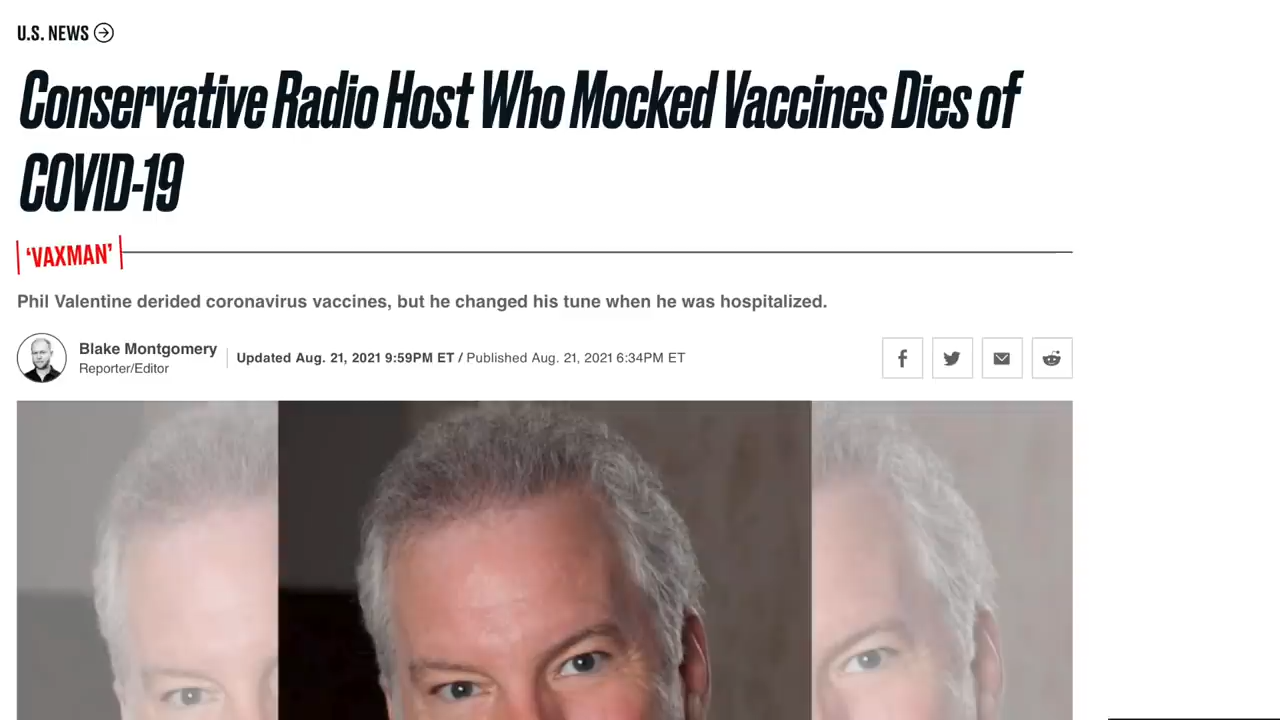 U.S. NEWS
Conservative Radio Host Who Mocked Vaccines Dies of
COVID-19
‘VAXMAN’
Phil Valentine derided coronavirus vaccines, but he changed his tune when he was hospitalized.
Blake Montgomery
Reporter/Editor
Updated Aug. 21, 2021 9:59PM ET / Published Aug. 21, 2021 6:34PM ET